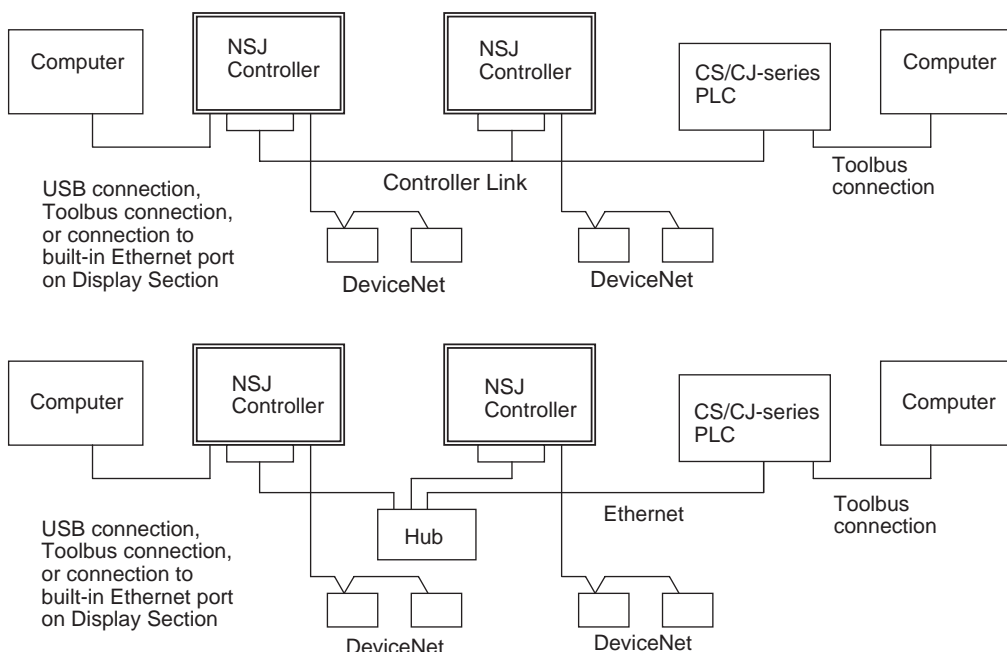 Computer
NSJ
Controller
NSJ
Controller
CS/CJ-series
PLC
Computer
USB connection,
Toolbus connection,
or connection to
built-in Ethernet port
on Display Section
Controller Link
Toolbus
connection
DeviceNet
DeviceNet
Computer
NSJ
Controller
NSJ
Controller
CS/CJ-series
PLC
Computer
USB connection,
Toolbus connection,
or connection to
built-in Ethernet port
on Display Section
Hub
Ethernet
Toolbus
connection
DeviceNet
DeviceNet